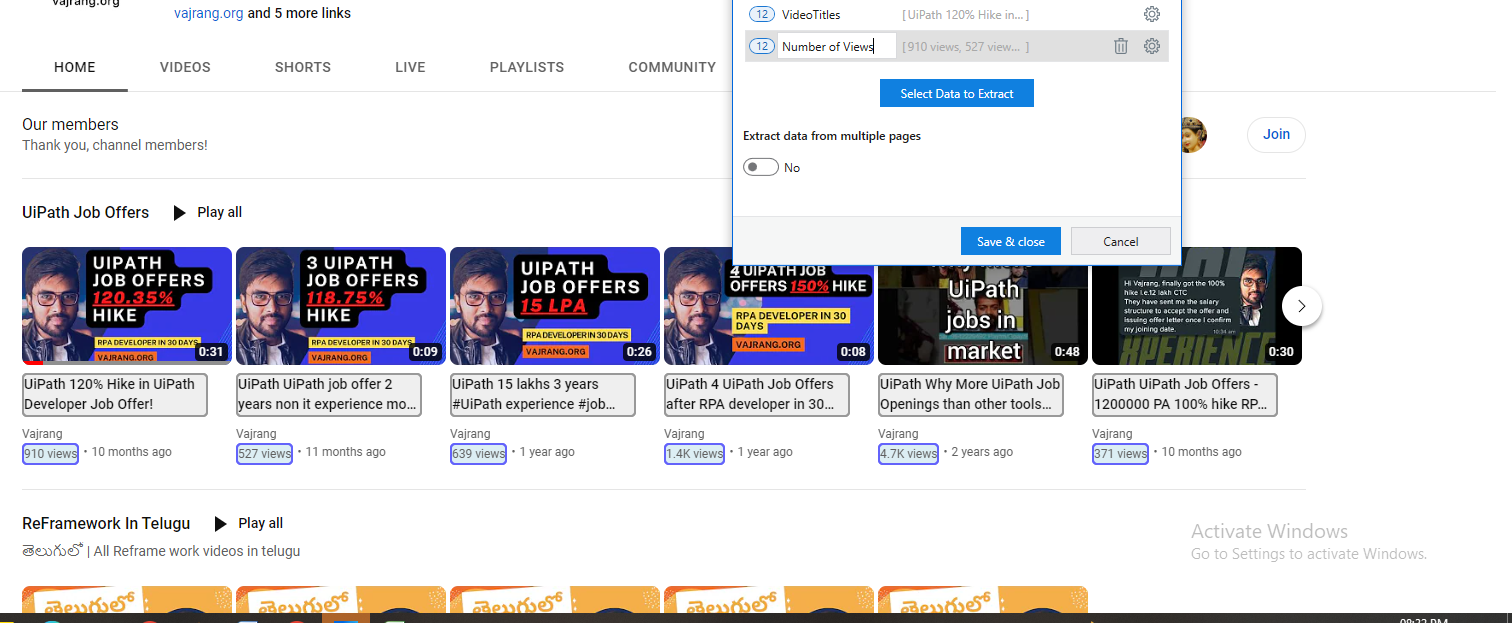 vajrang.org
vajrang.org and 5 more links
HOME VIDEOS SHORTS LIVE PLAYLISTS COMMUNITY
12 VideoTitles [UiPath 120% Hike in... ]
12 Number of Views [910 views, 527 view... ]
Select Data to Extract
Extract data from multiple pages
No
Save & close Cancel
Our members
Thank you, channel members!
Join
UiPath Job Offers Play all
UIPATH
JOB OFFERS
120.35%
HIKE
RPA DEVELOPER IN 30 DAYS
VAJRANG.ORG
0:31
3 UIPATH
JOB OFFERS
118.75%
HIKE
RPA DEVELOPER IN 30 DAYS
VAJRANG.ORG
0:09
UIPATH
JOB OFFERS
15 LPA
RPA DEVELOPER IN 30 DAYS
VAJRANG.ORG
0:26
4 UIPATH JOB
OFFERS 150% HIKE
RPA DEVELOPER IN 30
DAYS
VAJRANG.ORG
0:08
UiPath
jobs in
market
0:48
Hi Vajrang, finally got the 100%
hike i.e.12 lakh CTC
They have sent me the salary
structure to accept the offer and
issuing offer letter once I confirm
my joining date.
10:34 am
XPERIENCE
0:30
UiPath 120% Hike in UiPath
Developer Job Offer!
Vajrang
910 views • 10 months ago
UiPath UiPath job offer 2
years non it experience mo...
Vajrang
527 views • 11 months ago
UiPath 15 lakhs 3 years
#UiPath experience #job...
Vajrang
639 views • 1 year ago
UiPath 4 UiPath Job Offers
after RPA developer in 30...
Vajrang
1.4K views • 1 year ago
UiPath Why More UiPath Job
Openings than other tools...
Vajrang
4.7K views • 2 years ago
UiPath UiPath Job Offers -
1200000 PA 100% hike RP...
Vajrang
371 views • 10 months ago
ReFramework In Telugu Play all
తెలుగులో | All Reframe work videos in telugu
Activate Windows
Go to Settings to activate Windows.
తెలుగులో
తెలుగులో
తెలుగులో
తెలుగులో
తెలుగులో